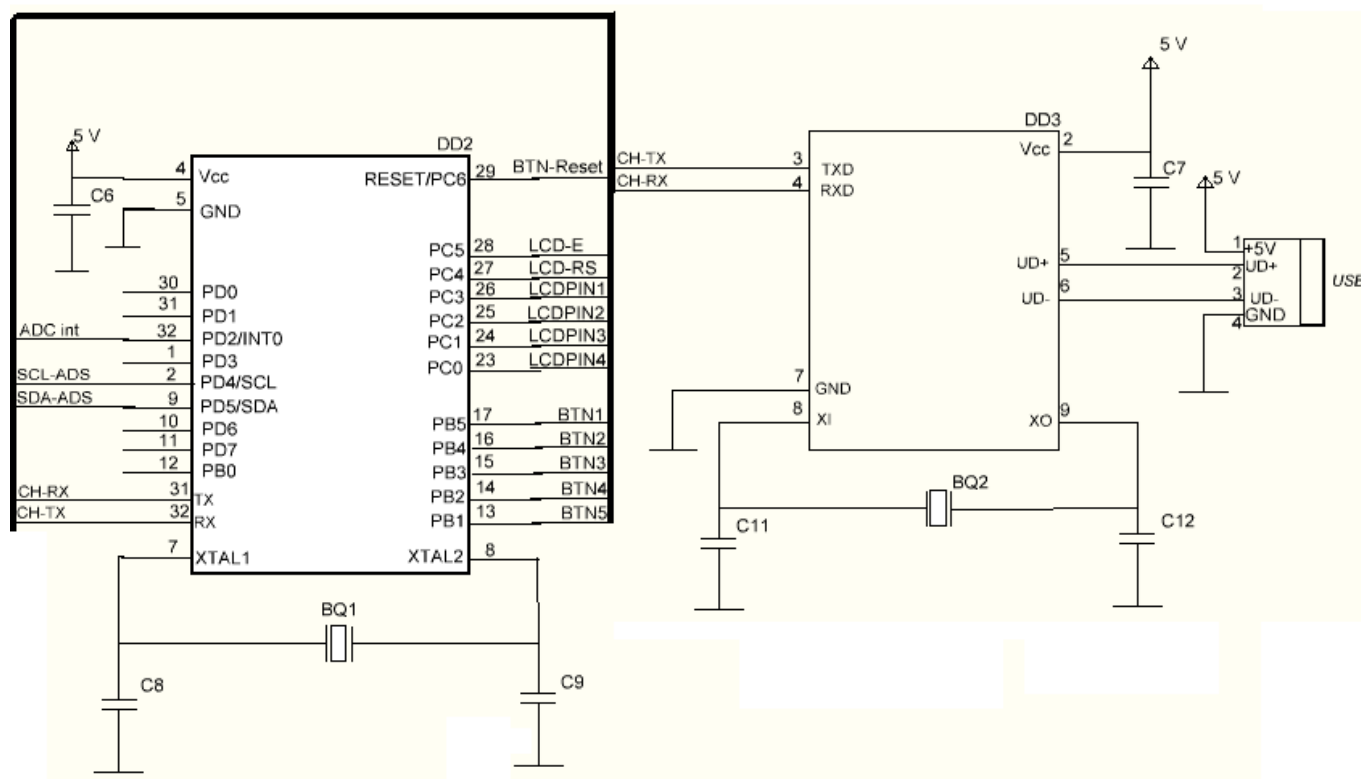 5 V
C6
DD2
4
Vcc
5
GND
30
PD0
31
PD1
ADC int
32
PD2/INT0
1
PD3
SCL-ADS
2
PD4/SCL
SDA-ADS
9
PD5/SDA
10
PD6
11
PD7
12
PB0
CH-RX
31
TX
CH-TX
32
RX
7
XTAL1
RESET/PC6
29
BTN-Reset
PC5
28
LCD-E
PC4
27
LCD-RS
PC3
26
LCDPIN1
PC2
25
LCDPIN2
PC1
24
LCDPIN3
PC0
23
LCDPIN4
PB5
17
BTN1
PB4
16
BTN2
PB3
15
BTN3
PB2
14
BTN4
PB1
13
BTN5
XTAL2
8
BQ1
C8
C9
CH-TX
3
TXD
CH-RX
4
RXD
DD3
Vcc
2
5 V
C7
5 V
UD+
5
UD-
6
1
+5V
UD+
2
3
UD-
GND
4
USB
7
GND
8
XI
XO
9
BQ2
C11
C12